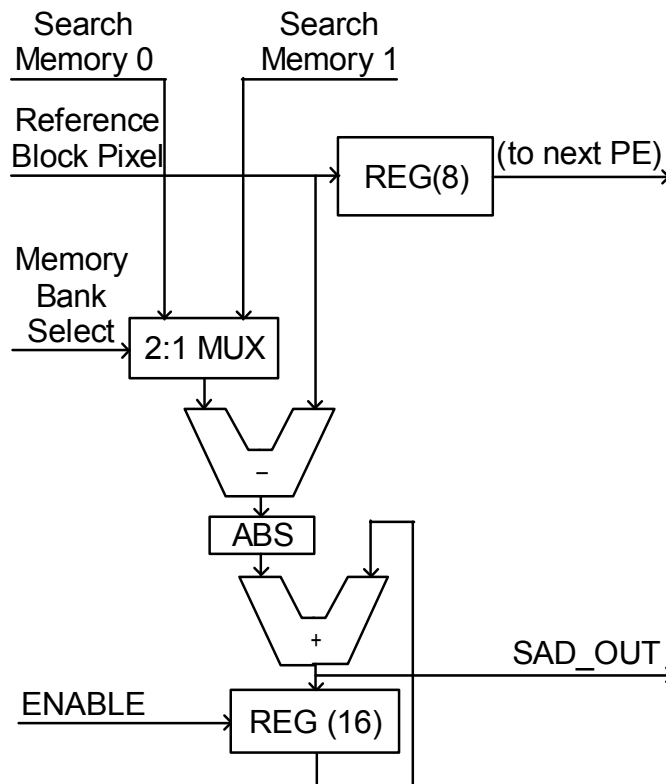 Search
Memory 0
Search
Memory 1
Reference
Block Pixel
REG(8)
(to next PE)
Memory
Bank
Select
2:1 MUX
−
ABS
+
SAD_OUT
ENABLE
REG (16)